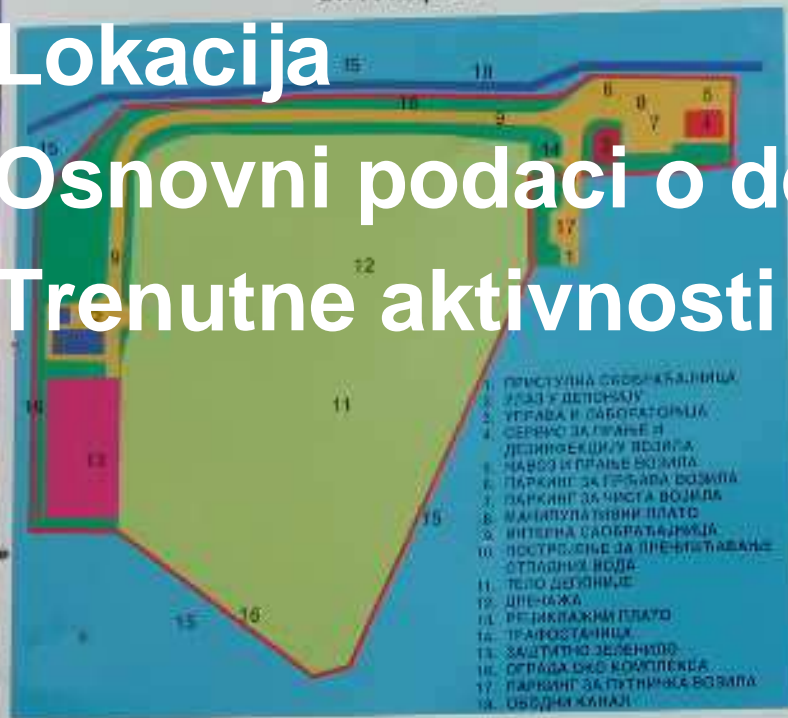 Lokacija
Osnovni podaci o de
Trenutne aktivnosti
15
18
16
9
6
8
5
7
4
15
14
3
17
1
9
12
11
16
13
15
15
16
1. ПРИСТУПНА САОБРАЋАЈНИЦА
2. УЛАЗ У ДЕПОНИЈУ
3. УПРАВА И ЛАБОРАТОРИЈА
4. СЕРВИС ЗА ПРАЊЕ И
ДЕЗИНФЕКЦИЈУ ВОЗИЛА
5. НАВОЗ И ПРАЊЕ ВОЗИЛА
6. ПАРКИНГ ЗА ПРЉАВА ВОЗИЛА
7. ПАРКИНГ ЗА ЧИСТА ВОЗИЛА
8. МАНИПУЛАТИВНИ ПЛАТО
9. ИНТЕРНА САОБРАЋАЈНИЦА
10. ПОСТРОЈЕЊЕ ЗА ПРЕЧИШЋАВАЊЕ
ОТПАДНИХ ВОДА
11. ТЕЛО ДЕПОНИЈЕ
12. ДРЕНАЖА
13. РЕЦИКЛАЖНИ ПЛАТО
14. ТРАФОСТАНИЦА
15. ЗАШТИТНО ЗЕЛЕНИЛО
16. ОГРАДА ОКО КОМПЛЕКСА
17. ПАРКИНГ ЗА ПУТНИЧКА ВОЗИЛА
18. ОБОДНИ КАНАЛ